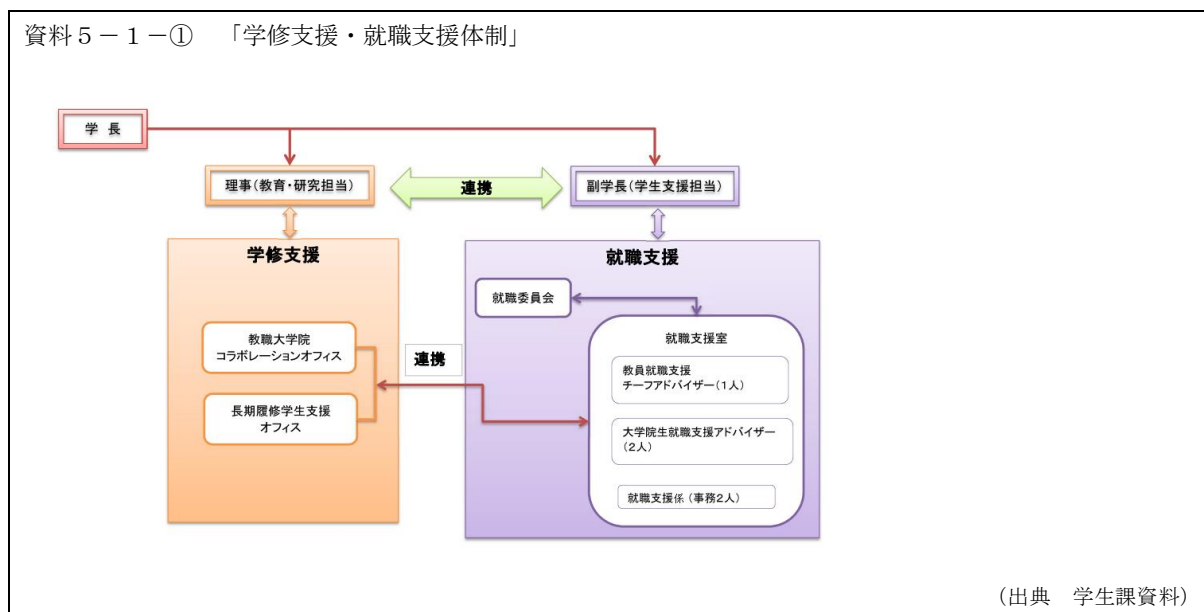 資料5-1-① 「学修支援・就職支援体制」
学 長
理事(教育・研究担当)
連携
副学長(学生支援担当)
学修支援
就職支援
就職委員会
教職大学院
コラボレーションオフィス
長期履修学生支援
オフィス
連携
就職支援室
教員就職支援
チーフアドバイザー(1人)
大学院生就職支援アドバイザー
(2人)
就職支援係(事務2人)
(出典 学生課資料)